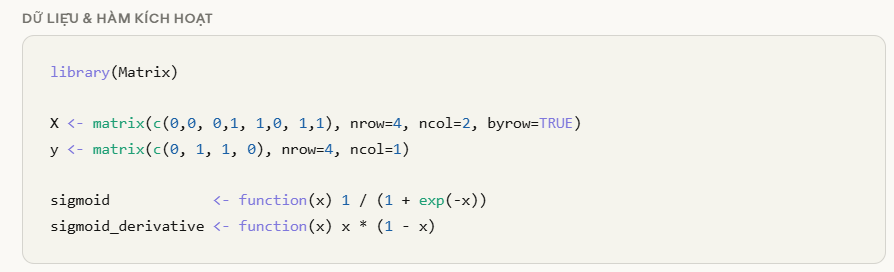 DỮ LIỆU & HÀM KÍCH HOẠT
library(Matrix)
X <- matrix(c(0,0, 0,1, 1,0, 1,1), nrow=4, ncol=2, byrow=TRUE)
y <- matrix(c(0, 1, 1, 0), nrow=4, ncol=1)
sigmoid            <- function(x) 1 / (1 + exp(-x))
sigmoid_derivative <- function(x) x * (1 - x)